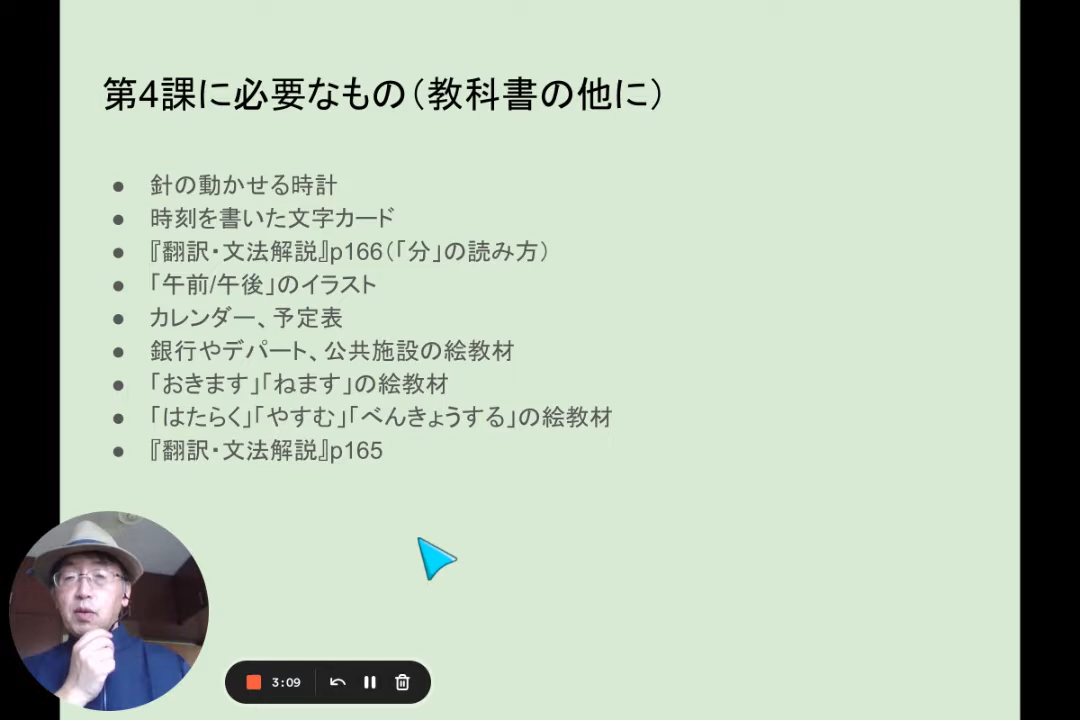 第4課に必要なもの（教科書の他に）
● 針の動かせる時計
● 時刻を書いた文字カード
● 『翻訳・文法解説』p166（「分」の読み方）
● 「午前/午後」のイラスト
● カレンダー、予定表
● 銀行やデパート、公共施設の絵教材
● 「おきます」「ねます」の絵教材
● 「はたらく」「やすむ」「べんきょうする」の絵教材
● 『翻訳・文法解説』p165
3:09